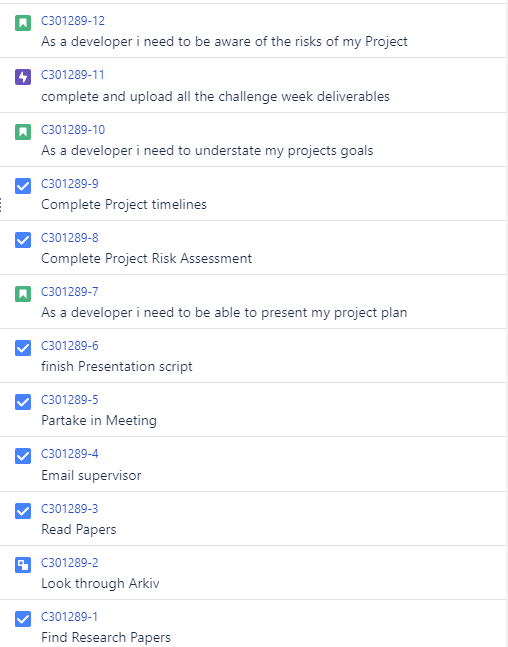 C301289-12
As a developer i need to be aware of the risks of my Project
C301289-11
complete and upload all the challenge week deliverables
C301289-10
As a developer i need to understate my projects goals
C301289-9
Complete Project timelines
C301289-8
Complete Project Risk Assessment
C301289-7
As a developer i need to be able to present my project plan
C301289-6
finish Presentation script
C301289-5
Partake in Meeting
C301289-4
Email supervisor
C301289-3
Read Papers
C301289-2
Look through Arkiv
C301289-1
Find Research Papers